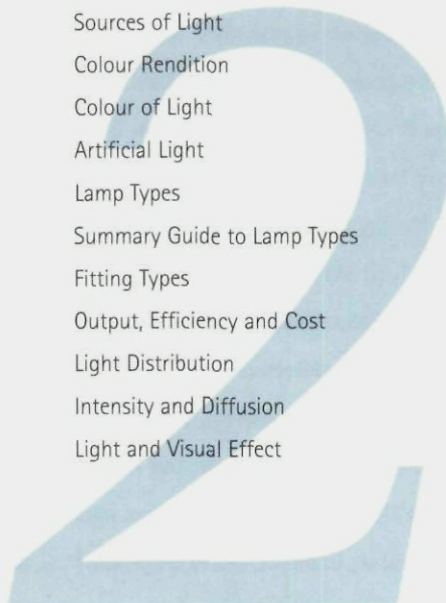 Sources of Light
Colour Rendition
Colour of Light
Artificial Light
Lamp Types
Summary Guide to Lamp Types
Fitting Types
Output, Efficiency and Cost
Light Distribution
Intensity and Diffusion
Light and Visual Effect
2